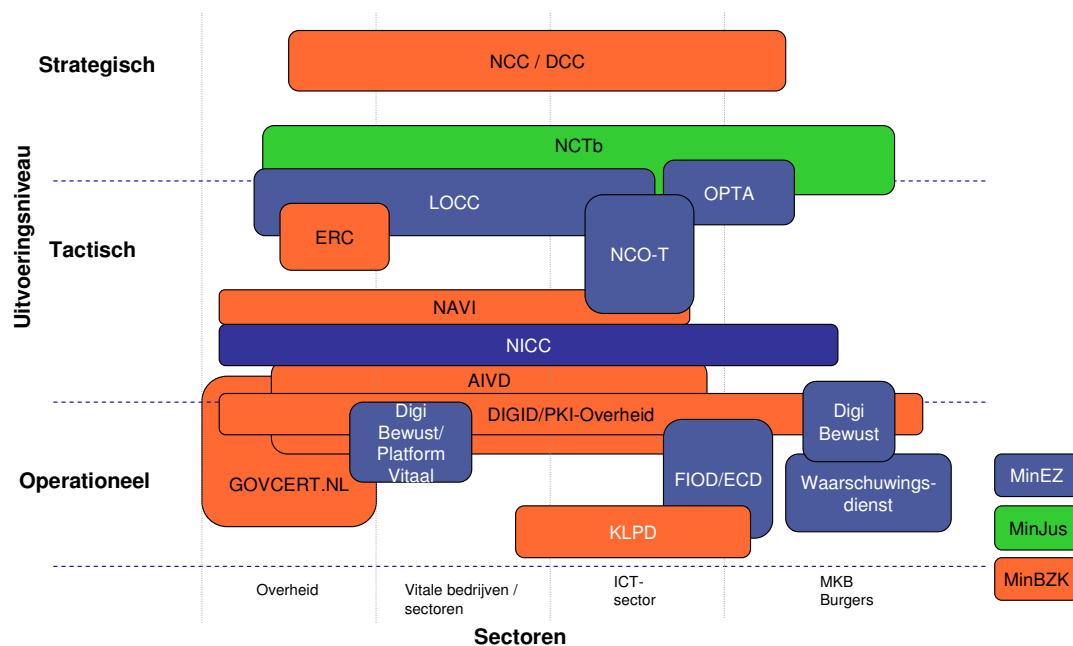 Strategisch
NCC / DCC
NCTb
Uitvoeringsniveau
OPTA
LOCC
ERC
Tactisch
NCO-T
NAVI
NICC
AIVD
DIGID/PKI-Overheid
Digi
Bewust/
Platform
Vitaal
Digi
Bewust
Operationeel
GOVCERT.NL
FIOD/ECD
Waarschuwings-
dienst
KLPD
MinEZ
MinJus
MinBZK
Overheid
Vitale bedrijven /
sectoren
ICT-
sector
MKB
Burgers
Sectoren